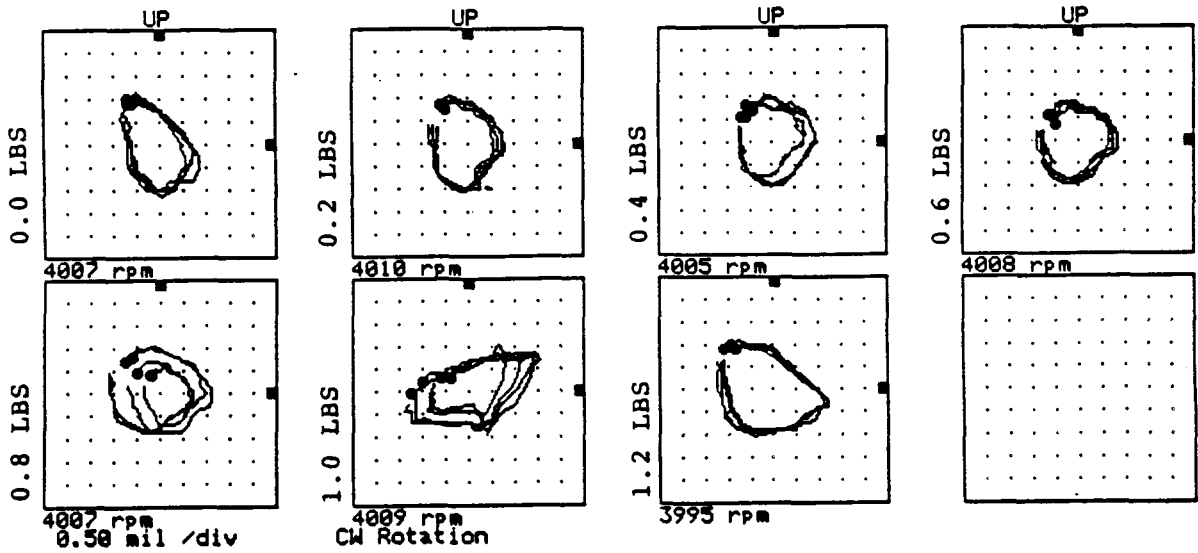 UP UP UP UP
0.0 LBS
0.2 LBS
0.4 LBS
0.6 LBS
4007 rpm 4010 rpm 4005 rpm 4008 rpm
0.8 LBS
1.0 LBS
1.2 LBS
4007 rpm 4009 rpm 3995 rpm
0.50 mil /div CW Rotation